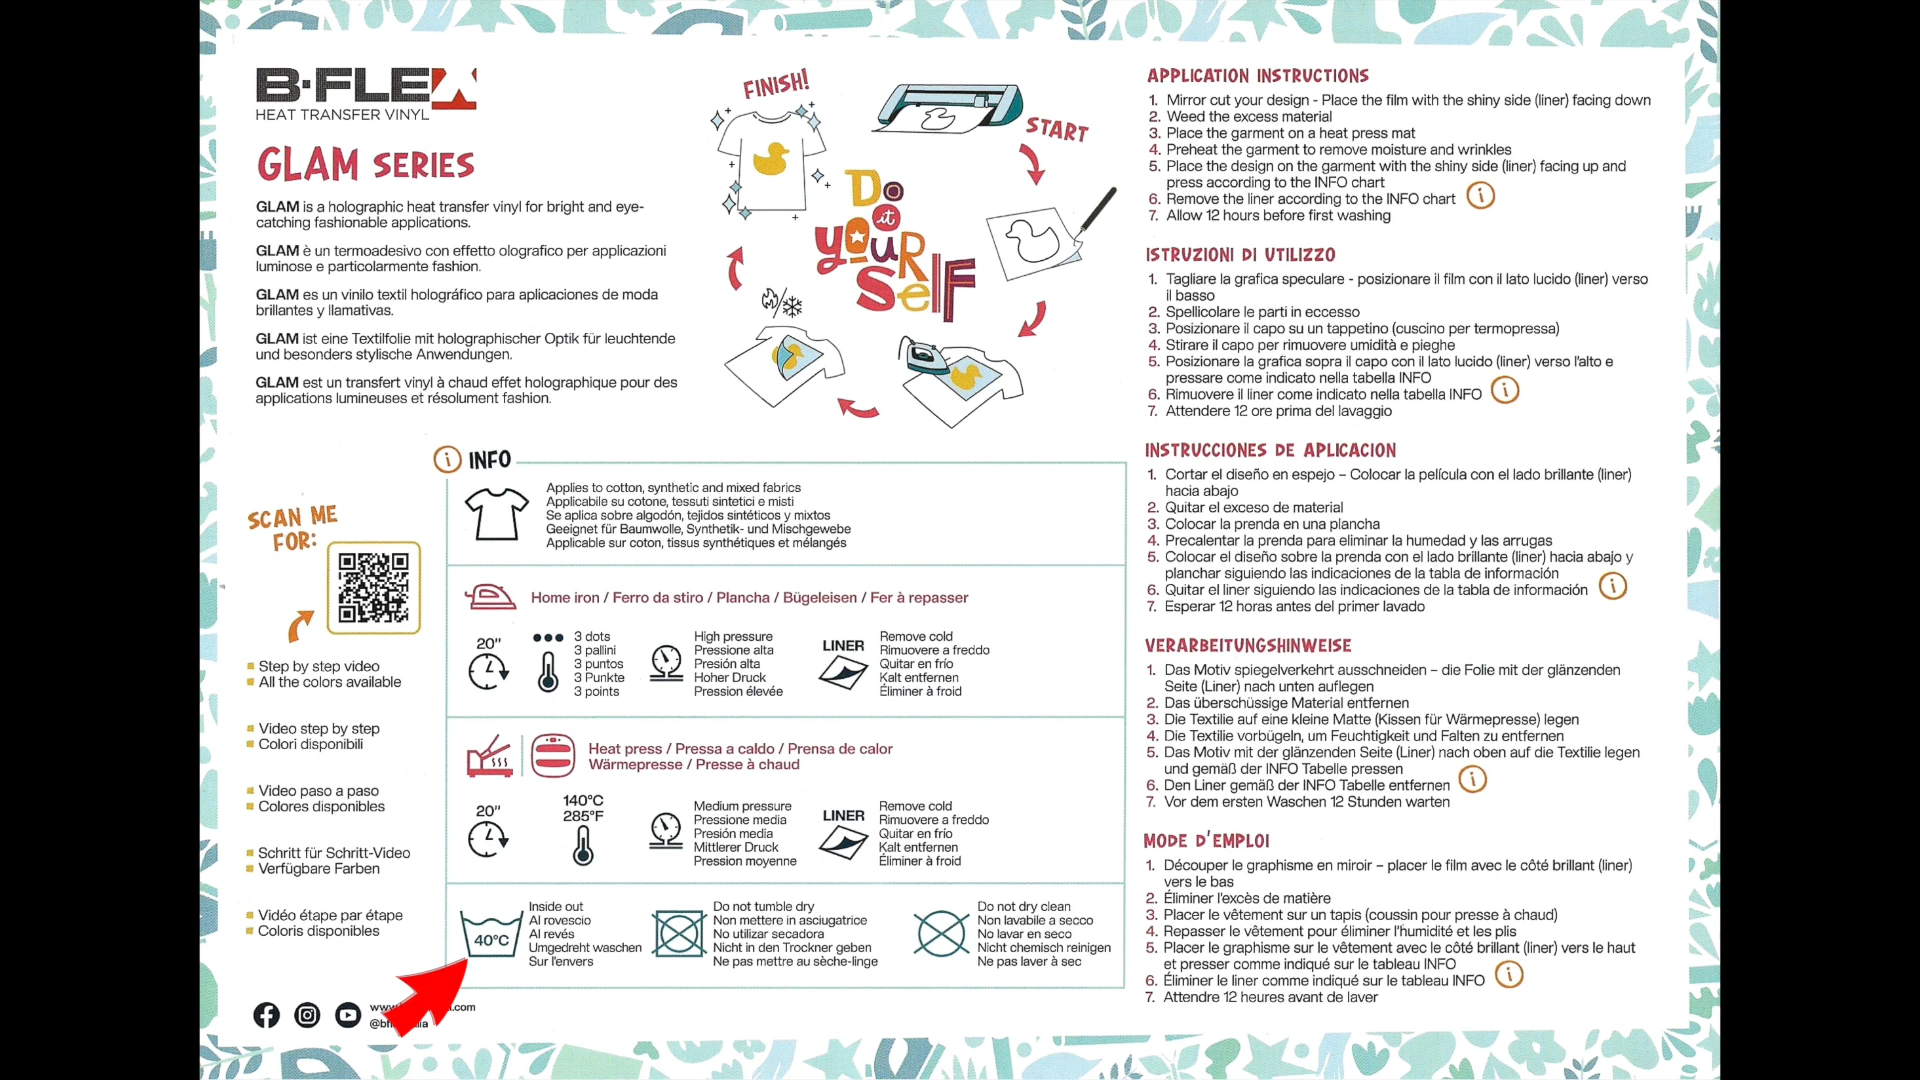 B·FLEX
HEAT TRANSFER VINYL
GLAM SERIES
GLAM is a holographic heat transfer vinyl for bright and eye-
catching fashionable applications.
GLAM è un termoadesivo con effetto olografico per applicazioni
luminose e particolarmente fashion.
GLAM es un vinilo textil holográfico para aplicaciones de moda
brillantes y llamativas.
GLAM ist eine Textilfolie mit holographischer Optik für leuchtende
und besonders stylische Anwendungen.
GLAM est un transfert vinyl à chaud effet holographique pour des
applications lumineuses et résolument fashion.
FINISH!
START
Do
it
youR
Self
SCAN ME
FOR:
Step by step video
All the colors available
Video step by step
Colori disponibili
Video paso a paso
Colores disponibles
Schritt für Schritt-Video
Verfügbare Farben
Vidéo étape par étape
Coloris disponibles
i INFO
Applies to cotton, synthetic and mixed fabrics
Applicabile su cotone, tessuti sintetici e misti
Se aplica sobre algodón, tejidos sintéticos y mixtos
Geeignet für Baumwolle, Synthetik- und Mischgewebe
Applicable sur coton, tissus synthétiques et mélangés
Home iron / Ferro da stiro / Plancha / Bügeleisen / Fer à repasser
20"
3 dots
3 pallini
3 puntos
3 Punkte
3 points
High pressure
Pressione alta
Presión alta
Hoher Druck
Pression élevée
LINER
Remove cold
Rimuovere a freddo
Quitar en frío
Kalt entfernen
Éliminer à froid
Heat press / Pressa a caldo / Prensa de calor
Wärmepresse / Presse à chaud
20"
140°C
285°F
Medium pressure
Pressione media
Presión media
Mittlerer Druck
Pression moyenne
LINER
Remove cold
Rimuovere a freddo
Quitar en frío
Kalt entfernen
Éliminer à froid
40°C
Inside out
Al rovescio
Al revés
Umgedreht waschen
Sur l'envers
Do not tumble dry
Non mettere in asciugatrice
No utilizar secadora
Nicht in den Trockner geben
Ne pas mettre au sèche-linge
Do not dry clean
Non lavabile a secco
No lavar en seco
Nicht chemisch reinigen
Ne pas laver à sec
APPLICATION INSTRUCTIONS
1. Mirror cut your design - Place the film with the shiny side (liner) facing down
2. Weed the excess material
3. Place the garment on a heat press mat
4. Preheat the garment to remove moisture and wrinkles
5. Place the design on the garment with the shiny side (liner) facing up and
press according to the INFO chart
6. Remove the liner according to the INFO chart i
7. Allow 12 hours before first washing
ISTRUZIONI DI UTILIZZO
1. Tagliare la grafica speculare - posizionare il film con il lato lucido (liner) verso
il basso
2. Spellicolare le parti in eccesso
3. Posizionare il capo su un tappetino (cuscino per termopressa)
4. Stirare il capo per rimuovere umidità e pieghe
5. Posizionare la grafica sopra il capo con il lato lucido (liner) verso l'alto e
pressare come indicato nella tabella INFO
6. Rimuovere il liner come indicato nella tabella INFO i
7. Attendere 12 ore prima del lavaggio
INSTRUCCIONES DE APLICACION
1. Cortar el diseño en espejo – Colocar la película con el lado brillante (liner)
hacia abajo
2. Quitar el exceso de material
3. Colocar la prenda en una plancha
4. Precalentar la prenda para eliminar la humedad y las arrugas
5. Colocar el diseño sobre la prenda con el lado brillante (liner) hacia abajo y
planchar siguiendo las indicaciones de la tabla de información
6. Quitar el liner siguiendo las indicaciones de la tabla de información i
7. Esperar 12 horas antes del primer lavado
VERARBEITUNGSHINWEISE
1. Das Motiv spiegelverkehrt ausschneiden – die Folie mit der glänzenden
Seite (Liner) nach unten auflegen
2. Das überschüssige Material entfernen
3. Die Textilie auf eine kleine Matte (Kissen für Wärmepresse) legen
4. Die Textilie vorbügeln, um Feuchtigkeit und Falten zu entfernen
5. Das Motiv mit der glänzenden Seite (Liner) nach oben auf die Textilie legen
und gemäß der INFO Tabelle pressen
6. Den Liner gemäß der INFO Tabelle entfernen i
7. Vor dem ersten Waschen 12 Stunden warten
MODE D'EMPLOI
1. Découper le graphisme en miroir – placer le film avec le côté brillant (liner)
vers le bas
2. Éliminer l'excès de matière
3. Placer le vêtement sur un tapis (coussin pour presse à chaud)
4. Repasser le vêtement pour éliminer l'humidité et les plis
5. Placer le graphisme sur le vêtement avec le côté brillant (liner) vers le haut
et presser comme indiqué sur le tableau INFO
6. Éliminer le liner comme indiqué sur le tableau INFO i
7. Attendre 12 heures avant de laver